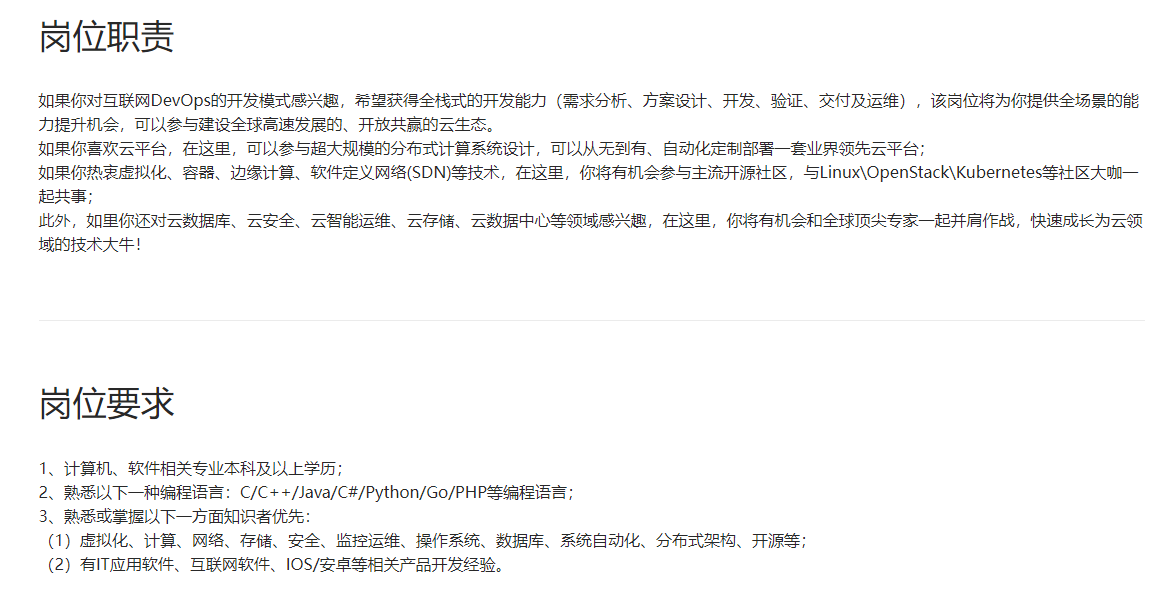 岗位职责
如果你对互联网DevOps的开发模式感兴趣，希望获得全栈式的开发能力（需求分析、方案设计、开发、验证、交付及运维），该岗位将为你提供全场景的能
力提升机会，可以参与建设全球高速发展的、开放共赢的云生态。
如果你喜欢云平台，在这里，可以参与超大规模的分布式计算系统设计，可以从无到有、自动化定制部署一套业界领先云平台；
如果你热衷虚拟化、容器、边缘计算、软件定义网络(SDN)等技术，在这里，你将有机会参与主流开源社区，与Linux\OpenStack\Kubernetes等社区大咖一
起共事；
此外，如里你还对云数据库、云安全、云智能运维、云存储、云数据中心等领域感兴趣，在这里，你将有机会和全球顶尖专家一起并肩作战，快速成长为云领
域的技术大牛！
岗位要求
1、计算机、软件相关专业本科及以上学历；
2、熟悉以下一种编程语言：C/C++/Java/C#/Python/Go/PHP等编程语言；
3、熟悉或掌握以下一方面知识者优先：
（1）虚拟化、计算、网络、存储、安全、监控运维、操作系统、数据库、系统自动化、分布式架构、开源等；
（2）有IT应用软件、互联网软件、IOS/安卓等相关产品开发经验。